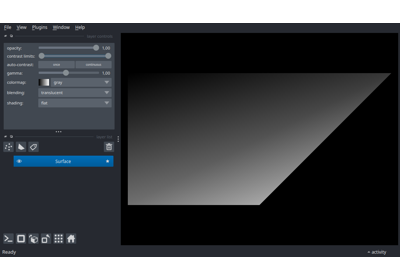 File View Plugins Window Help
layer controls
opacity: 1.00
contrast limits:
auto-contrast: once continuous
gamma: 1.00
colormap: gray
blending: translucent
shading: flat
layer list
Surface
Ready
activity